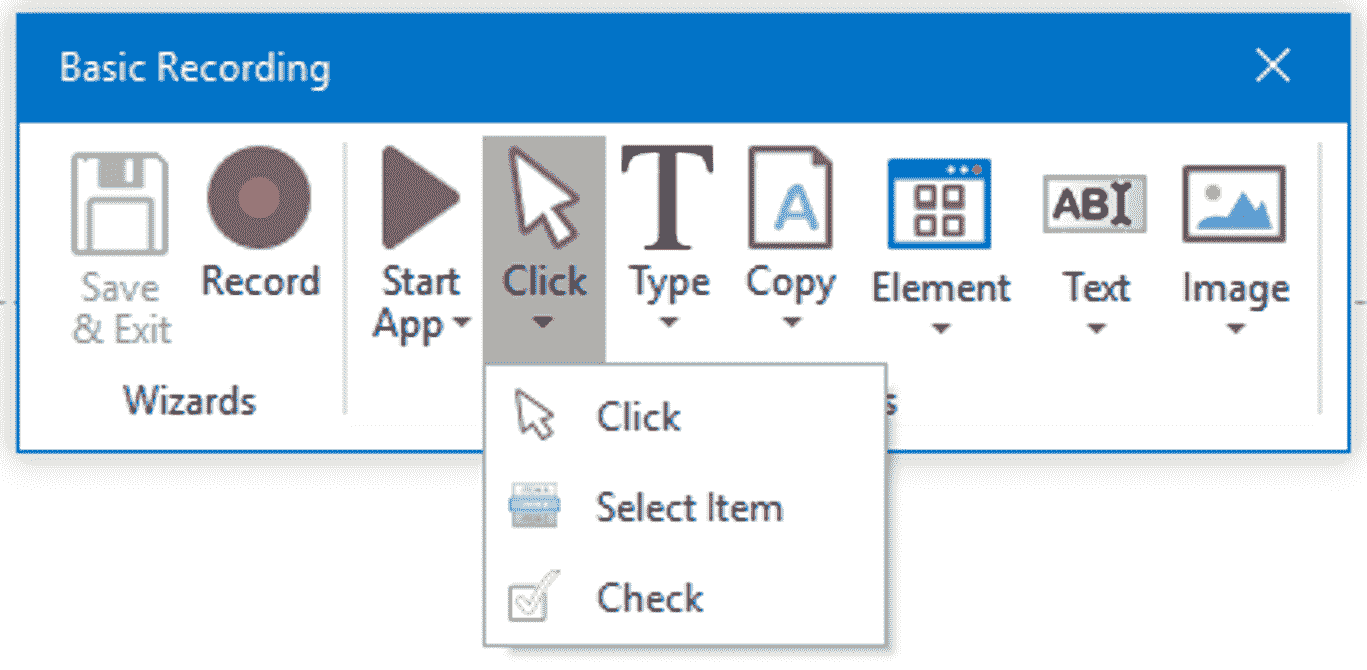 Basic Recording
Save
& Exit
Record
Start
App
Click
Type
Copy
Element
Text
Image
Wizards
Click
Select Item
Check